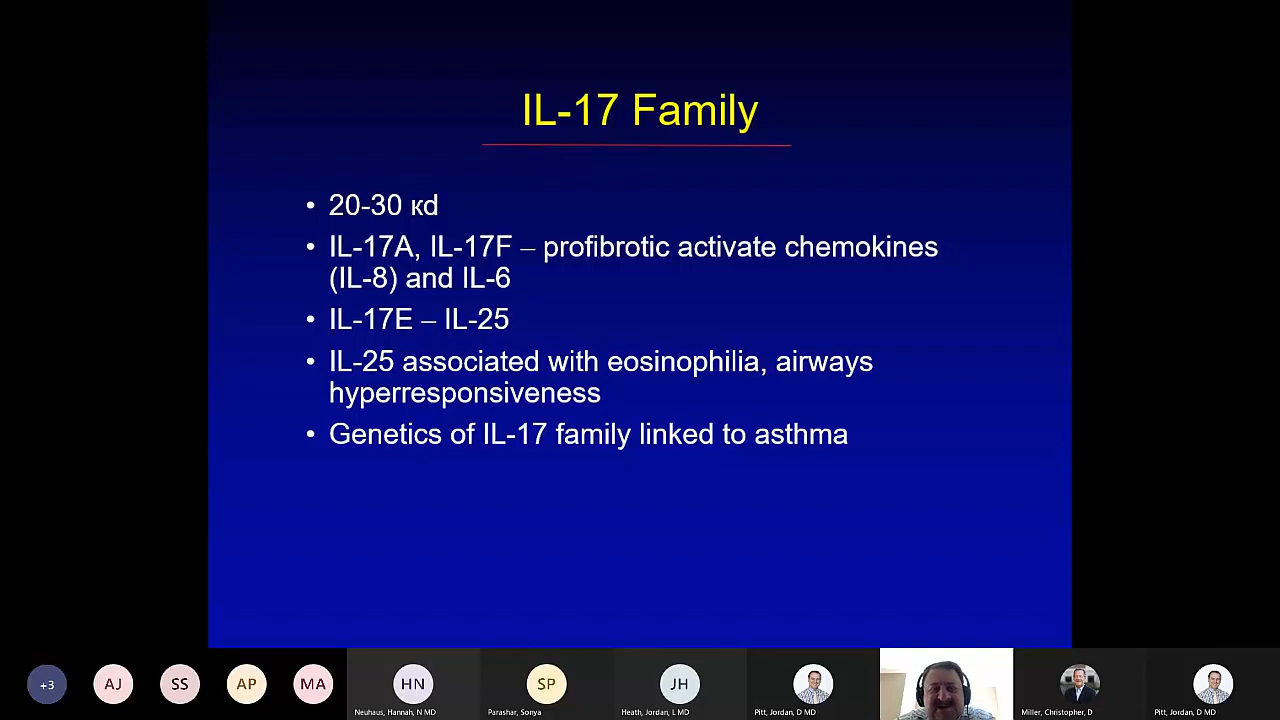 IL-17 Family
• 20-30 кd
• IL-17A, IL-17F – profibrotic activate chemokines
(IL-8) and IL-6
• IL-17E – IL-25
• IL-25 associated with eosinophilia, airways
hyperresponsiveness
• Genetics of IL-17 family linked to asthma
+3
AJ
SS
AP
MA
HN
SP
JH
Neuhaus, Hannah, N MD
Parashar, Sonya
Heath, Jordan, L MD
Pitt, Jordan, D MD
Miller, Christopher, D
Pitt, Jordan, D MD